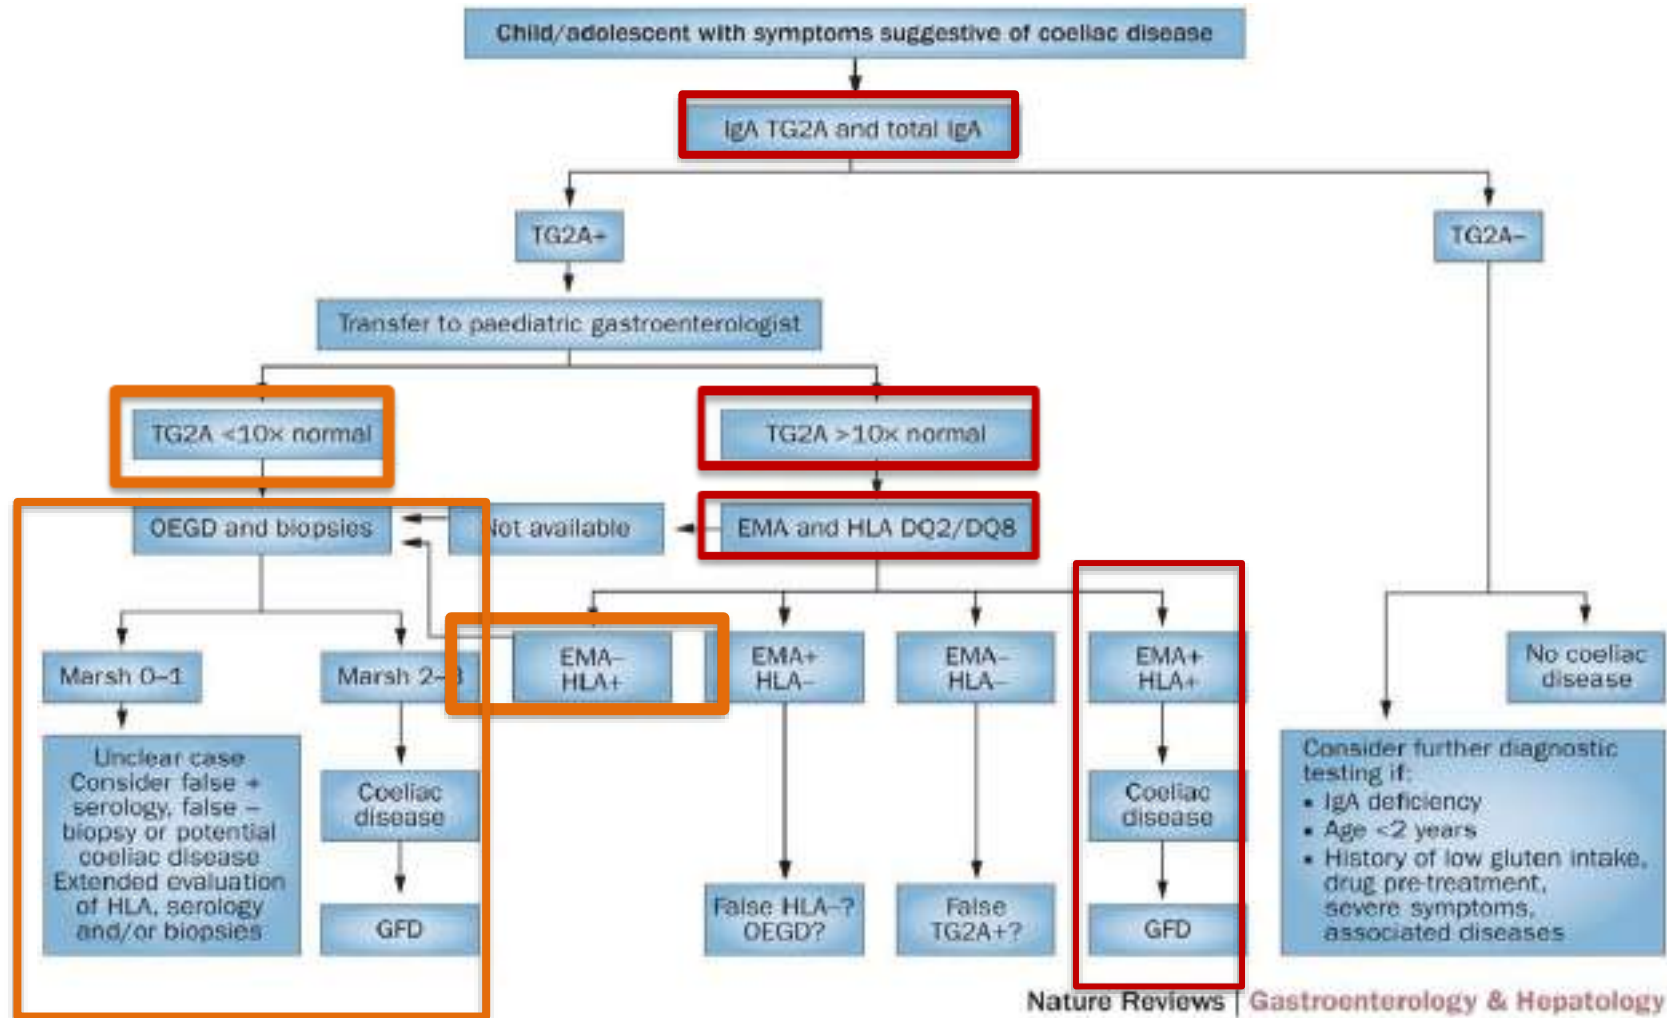 Child/adolescent with symptoms suggestive of coeliac disease
IgA TG2A and total IgA
TG2A+
TG2A–
Transfer to paediatric gastroenterologist
TG2A <10× normal
TG2A >10× normal
OEGD and biopsies
Not available
EMA and HLA DQ2/DQ8
Marsh 0–1
Marsh 2–3
EMA–
HLA+
EMA+
HLA–
EMA–
HLA–
EMA+
HLA+
No coeliac
disease
Unclear case
Consider false +
serology, false –
biopsy or potential
coeliac disease
Extended evaluation
of HLA, serology
and/or biopsies
Coeliac
disease
GFD
False HLA–?
OEGD?
False
TG2A+?
Coeliac
disease
GFD
Consider further diagnostic
testing if:
▪ IgA deficiency
▪ Age <2 years
▪ History of low gluten intake,
drug pre-treatment,
severe symptoms,
associated diseases
Nature Reviews | Gastroenterology & Hepatology